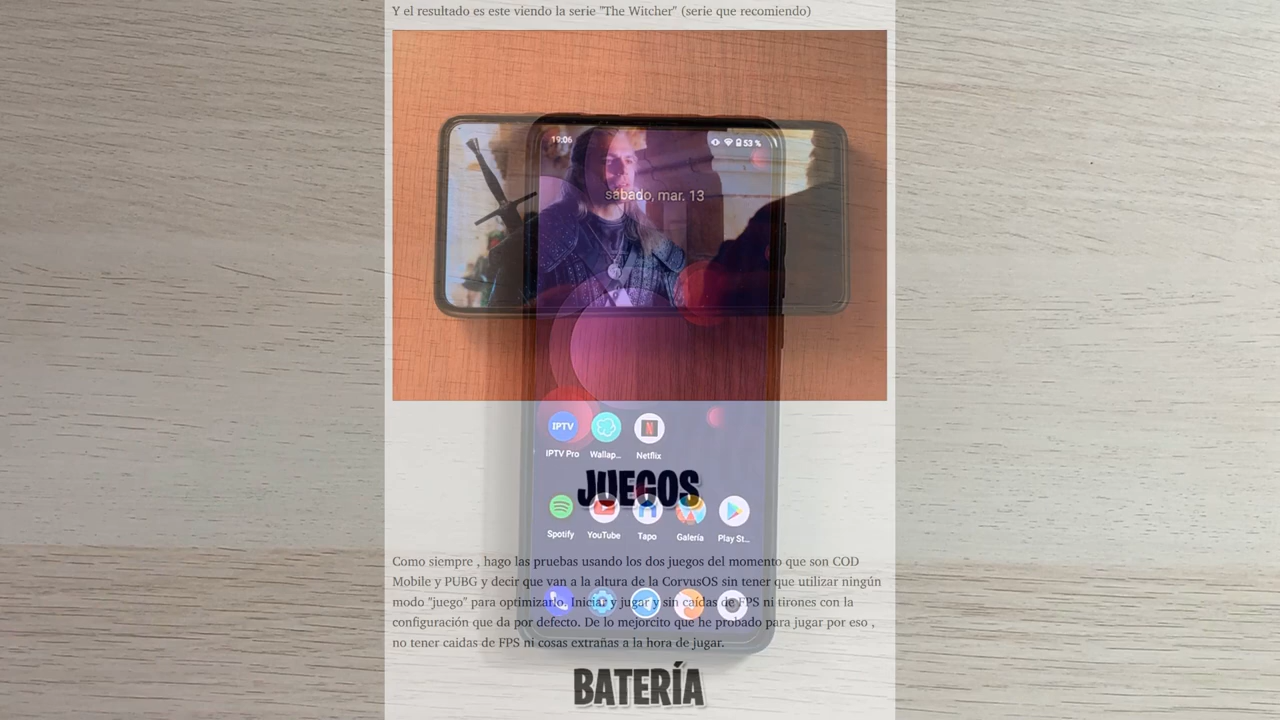 Y el resultado es este viendo la serie "The Witcher" (serie que recomiendo)
19:06
53 %
sábado, mar. 13
IPTV
IPTV Pro Wallap... Netflix
JUEGOS
Spotify YouTube Tapo Galería Play St...
Como siempre , hago las pruebas usando los dos juegos del momento que son COD
Mobile y PUBG y decir que van a la altura de la CorvusOS sin tener que utilizar ningún
modo "juego" para optimizarlo. Iniciar y jugar y sin caídas de FPS ni tirones con la
configuración que da por defecto. De lo mejorcito que he probado para jugar por eso ,
no tener caidas de FPS ni cosas extrañas a la hora de jugar.
BATERÍA